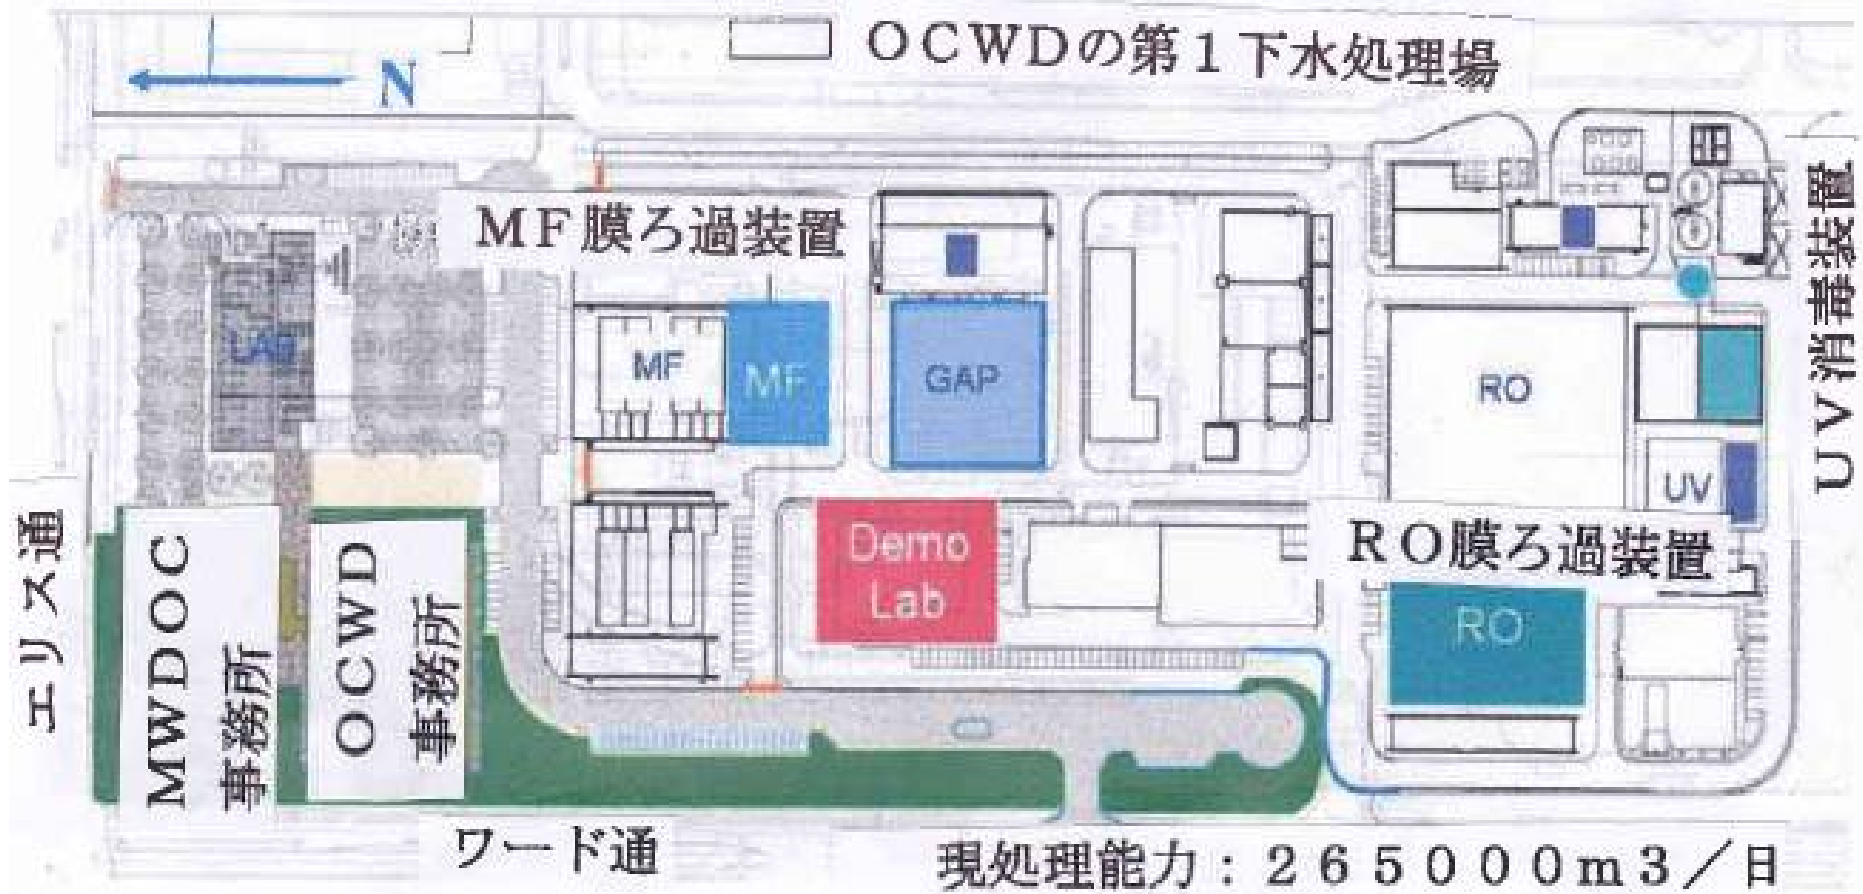 OCWDの第1下水処理場
N
MF膜ろ過装置
UV消毒装置
LAB
MF
MF
GAP
RO
UV
Demo
Lab
RO膜ろ過装置
RO
エリス通
MWDOC
事務所
OCWD
事務所
ワード通
現処理能力：265000m3／日